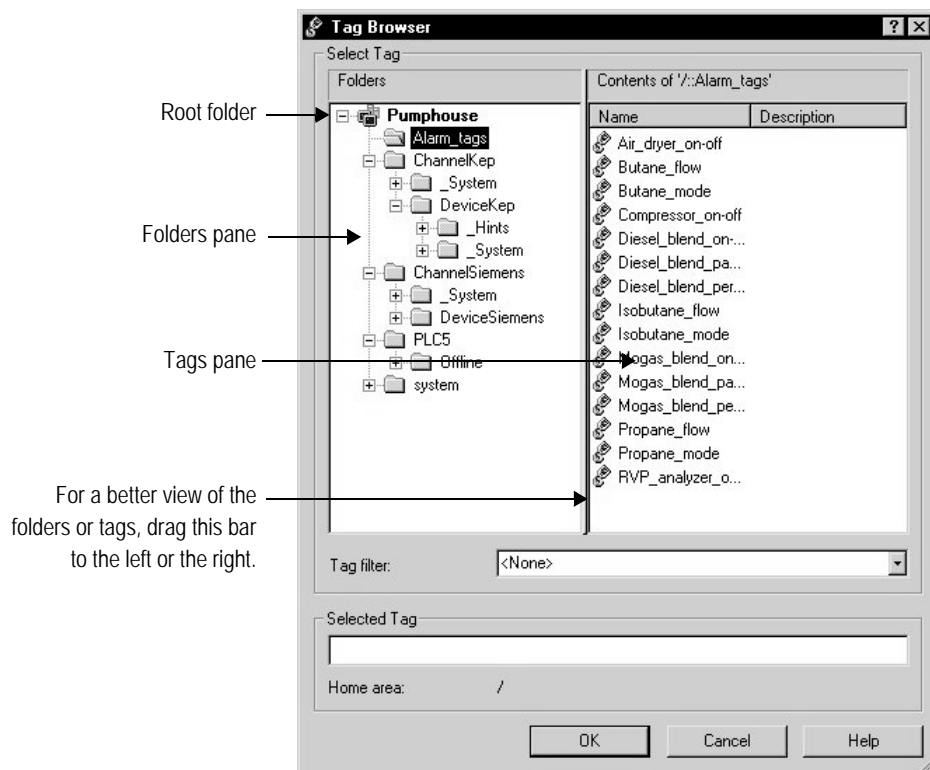 Tag Browser
Select Tag
Folders
Contents of '/::Alarm_tags'
Root folder
Pumphouse
Alarm_tags
ChannelKep
_System
DeviceKep
_Hints
_System
ChannelSiemens
_System
DeviceSiemens
PLC5
Offline
system
Folders pane
Tags pane
For a better view of the
folders or tags, drag this bar
to the left or the right.
Name Description
Air_dryer_on-off
Butane_flow
Butane_mode
Compressor_on-off
Diesel_blend_on-...
Diesel_blend_pa...
Diesel_blend_per...
Isobutane_flow
Isobutane_mode
Mogas_blend_on...
Mogas_blend_pa...
Mogas_blend_pe...
Propane_flow
Propane_mode
RVP_analyzer_o...
Tag filter: <None>
Selected Tag
Home area: /
OK Cancel Help